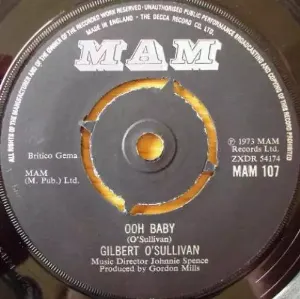 ALL RIGHTS OF THE MANUFACTURER AND OF THE OWNER OF THE RECORDED WORK RESERVED. UNAUTHORISED PUBLIC PERFORMANCE BROADCASTING AND COPYING OF THIS RECORD PROHIBITED.
MADE IN ENGLAND · THE DECCA RECORD CO. LTD.
MAM
Britico Gema
MAM
(M. Pub.) Ltd.
℗ 1973 MAM
Records Ltd.
ZXDR 54174
MAM 107
OOH BABY
(O'Sullivan)
GILBERT O'SULLIVAN
Music Director Johnnie Spence
Produced by Gordon Mills